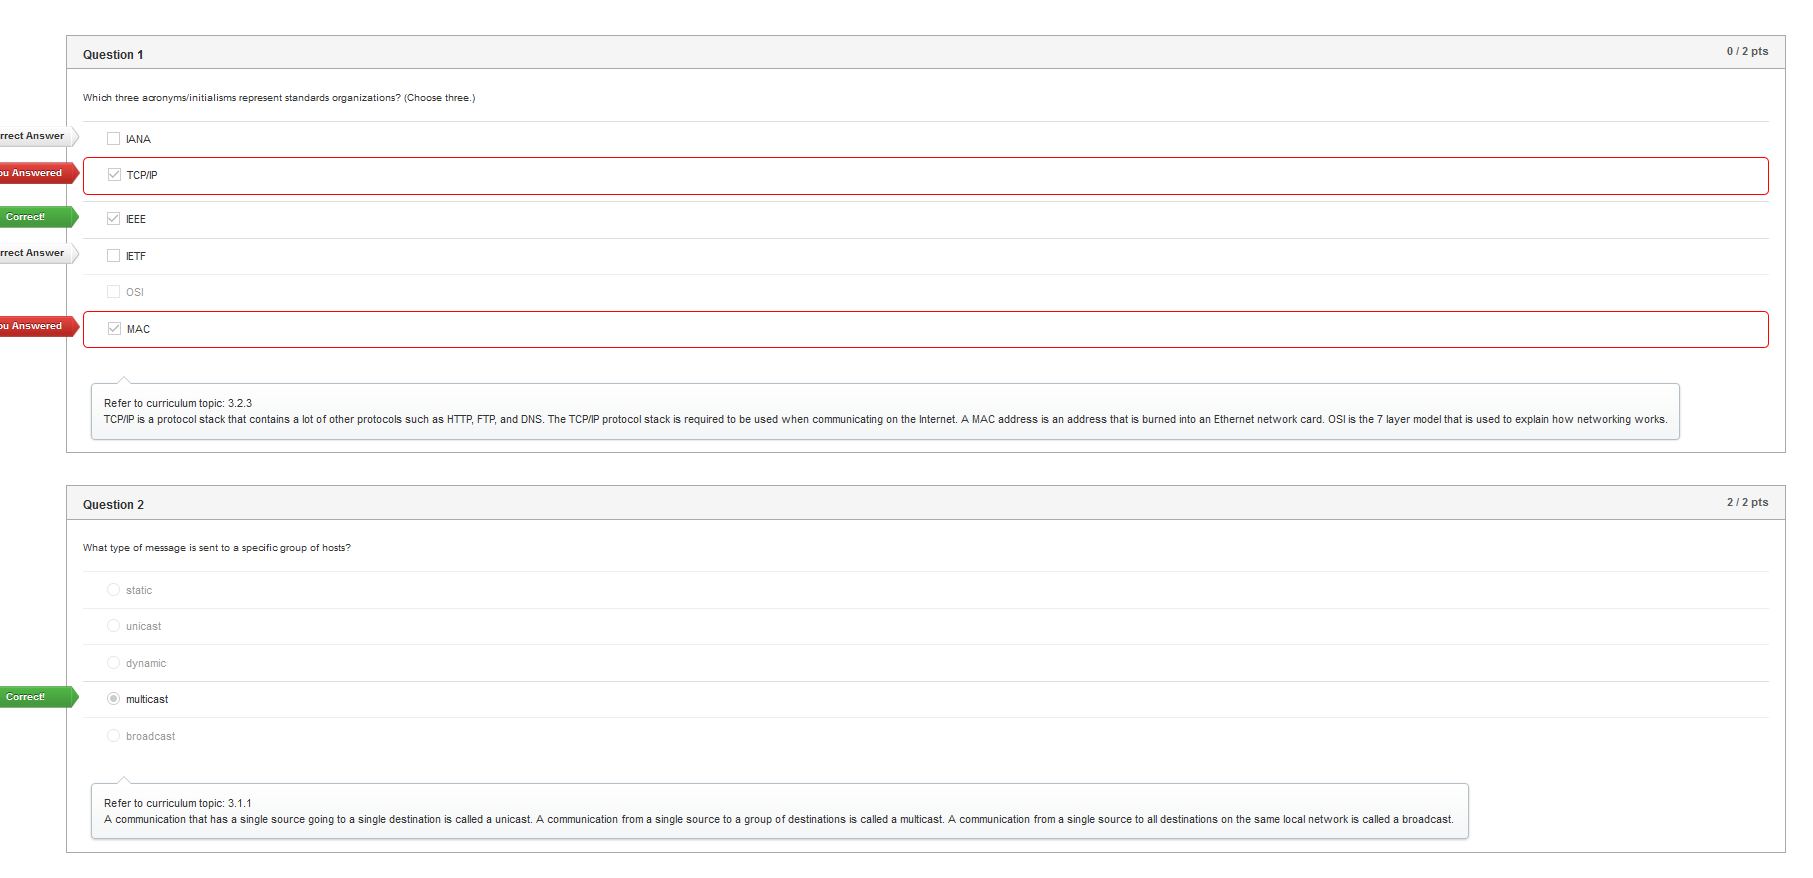 Question 1
0 / 2 pts
Which three acronyms/initialisms represent standards organizations? (Choose three.)
rrect Answer
IANA
ou Answered
TCP/IP
Correct!
IEEE
rrect Answer
IETF
OSI
ou Answered
MAC
Refer to curriculum topic: 3.2.3
TCP/IP is a protocol stack that contains a lot of other protocols such as HTTP, FTP, and DNS. The TCP/IP protocol stack is required to be used when communicating on the Internet. A MAC address is an address that is burned into an Ethernet network card. OSI is the 7 layer model that is used to explain how networking works.
Question 2
2 / 2 pts
What type of message is sent to a specific group of hosts?
static
unicast
dynamic
Correct!
multicast
broadcast
Refer to curriculum topic: 3.1.1
A communication that has a single source going to a single destination is called a unicast. A communication from a single source to a group of destinations is called a multicast. A communication from a single source to all destinations on the same local network is called a broadcast.